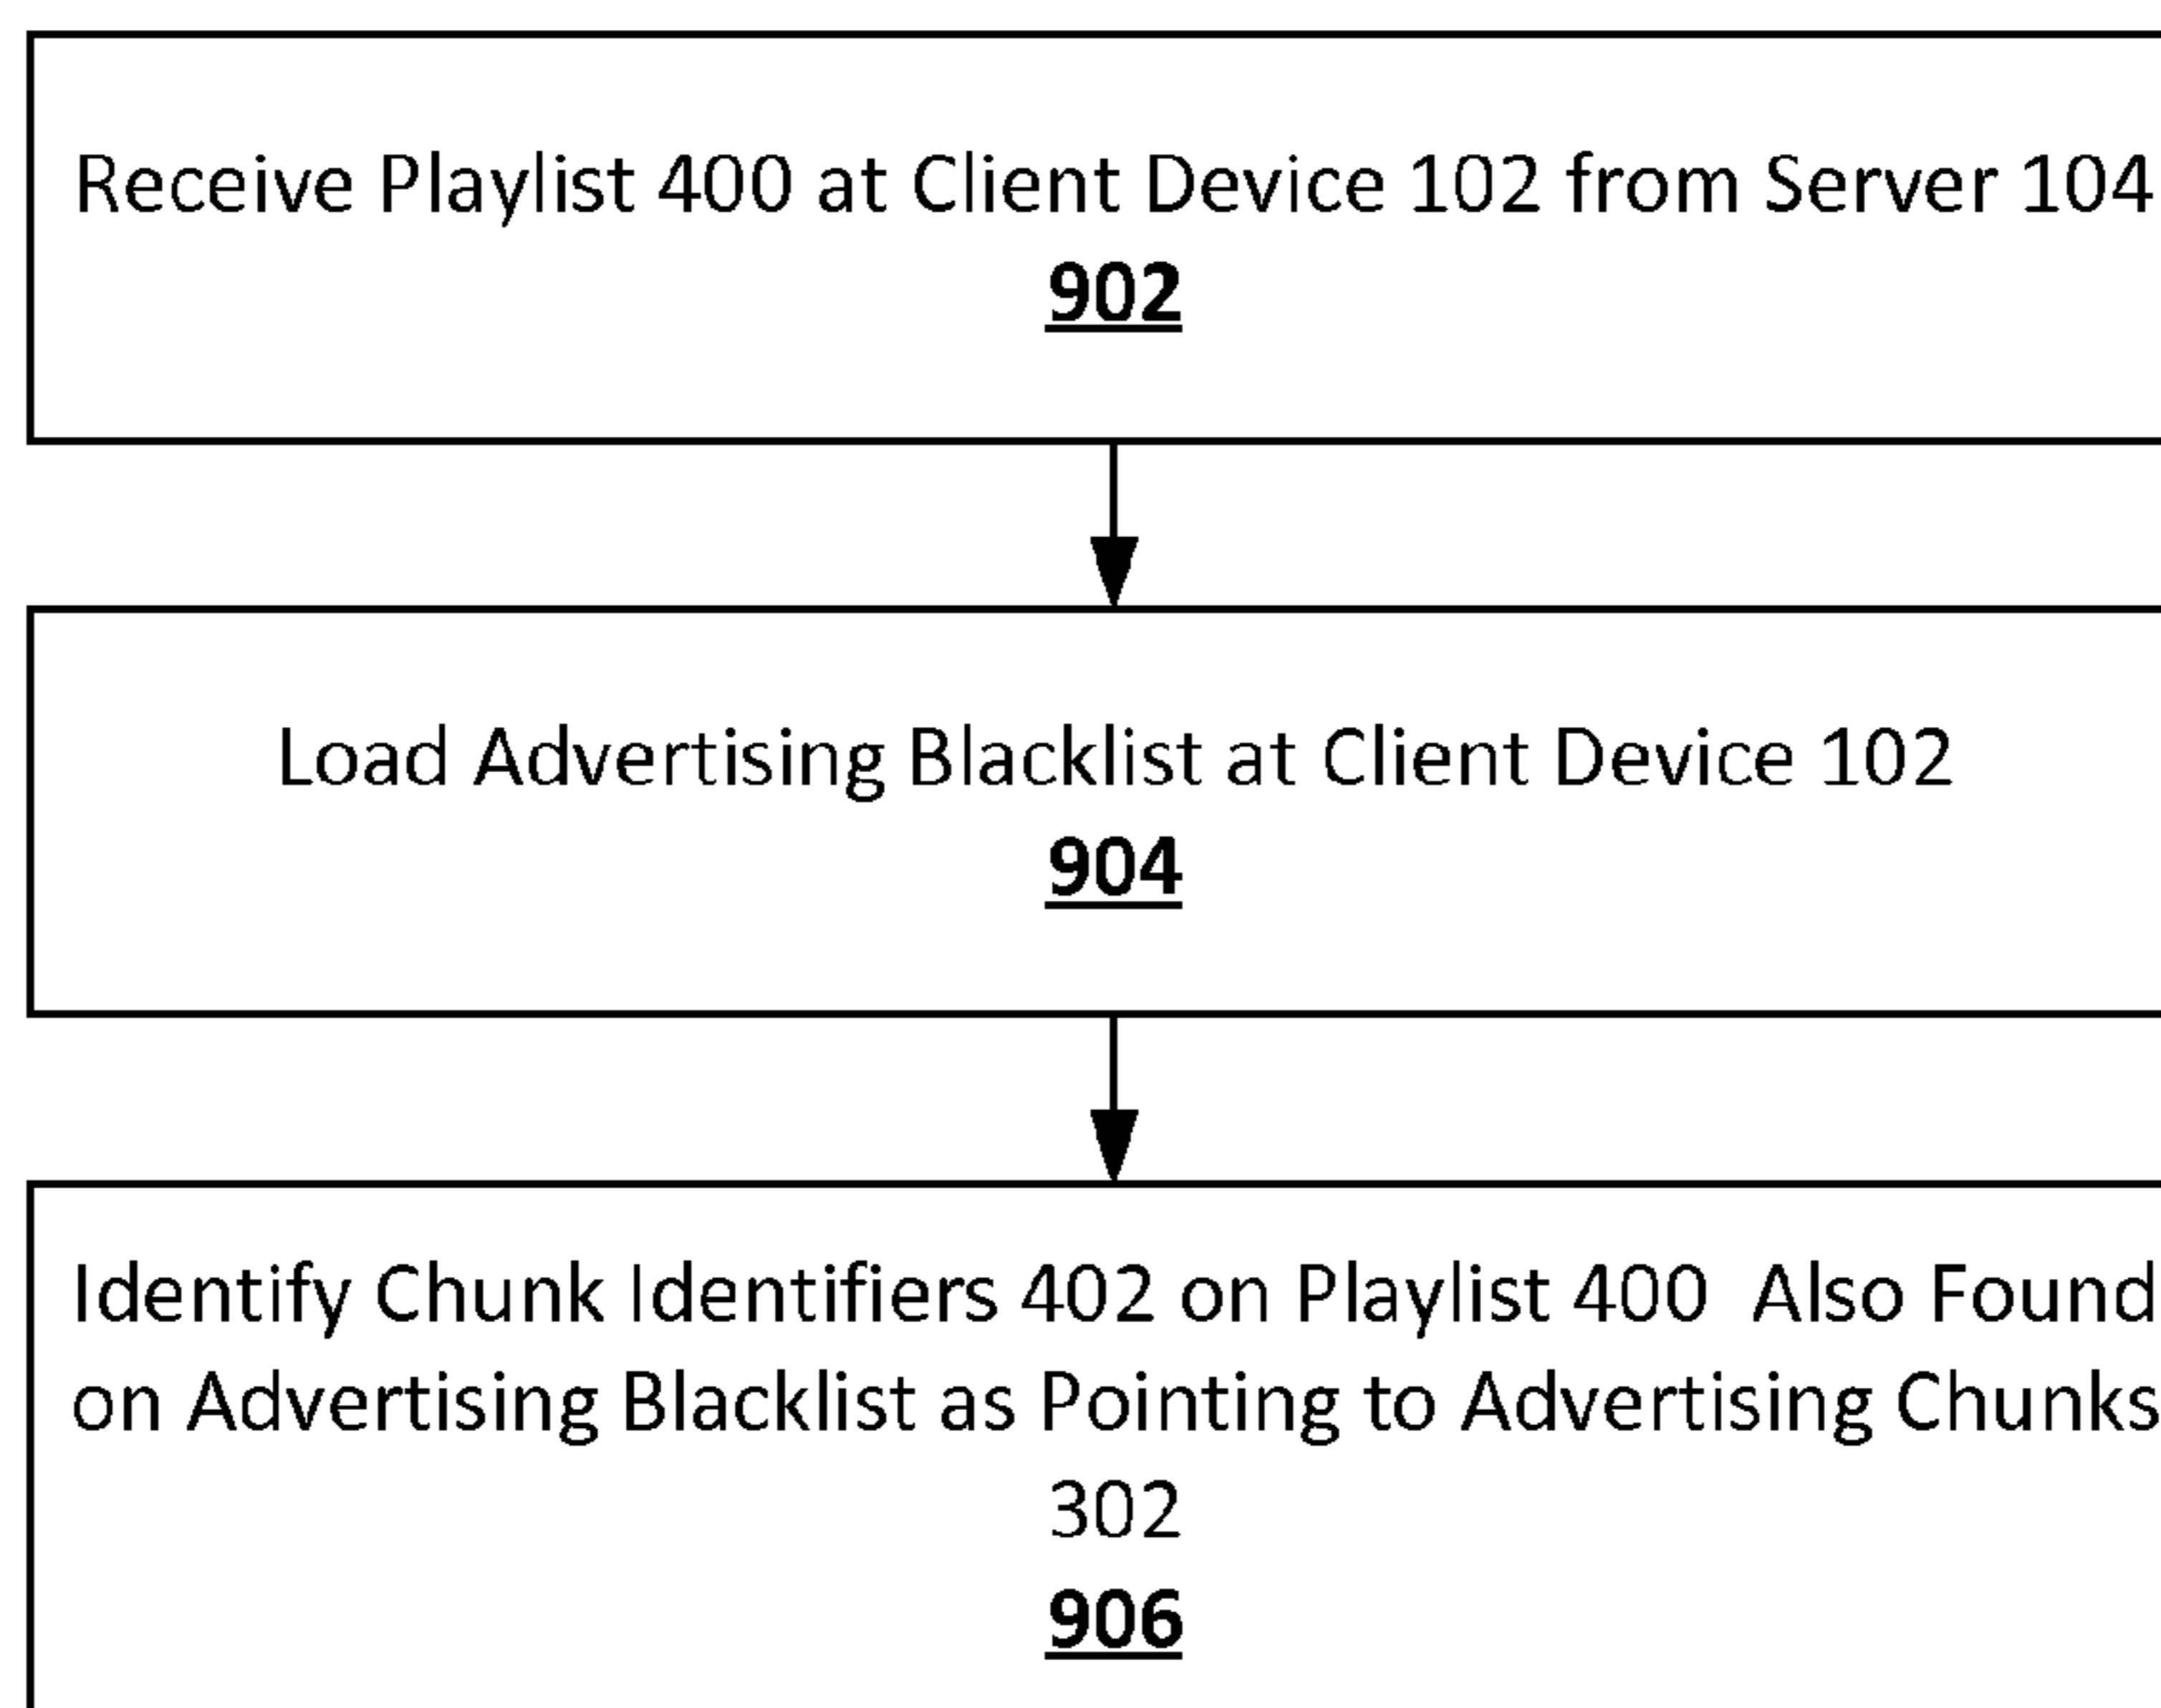 Receive Playlist 400 at Client Device 102 from Server 104
902
Load Advertising Blacklist at Client Device 102
904
Identify Chunk Identifiers 402 on Playlist 400 Also Found
on Advertising Blacklist as Pointing to Advertising Chunks
302
906